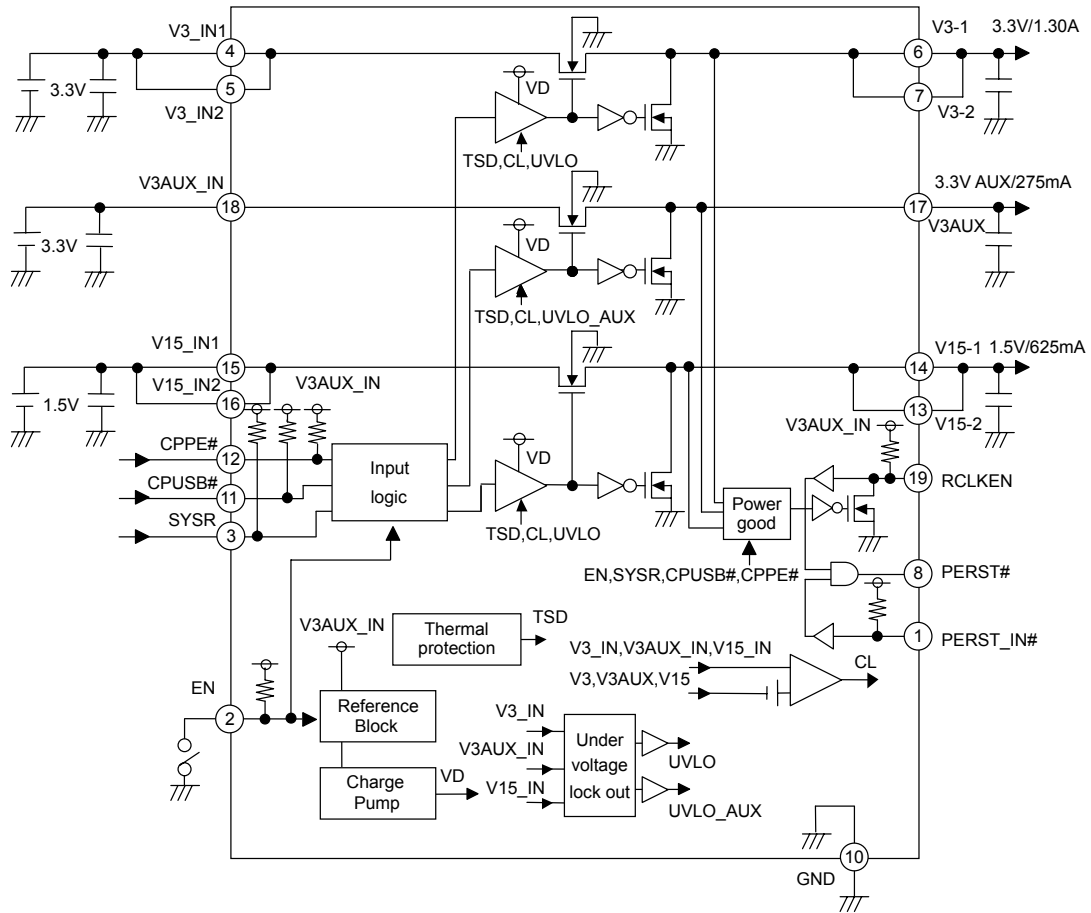 V3_IN1
V3-1
3.3V/1.30A
4
6
3.3V
5
7
V3_IN2
V3-2
VD
TSD,CL,UVLO
V3AUX_IN
3.3V AUX/275mA
18
17
3.3V
V3AUX
VD
TSD,CL,UVLO_AUX
V15_IN1
V15-1
1.5V/625mA
15
14
V15_IN2
V3AUX_IN
1.5V
16
13
V15-2
V3AUX_IN
CPPE#
12
VD
19
RCLKEN
Input
logic
CPUSB#
11
Power
good
SYSR
3
TSD,CL,UVLO
EN,SYSR,CPUSB#,CPPE#
8
PERST#
V3AUX_IN
Thermal
protection
TSD
1
PERST_IN#
V3_IN,V3AUX_IN,V15_IN
CL
V3,V3AUX,V15
EN
2
Reference
Block
V3_IN
V3AUX_IN
V15_IN
Under
voltage
lock out
UVLO
UVLO_AUX
Charge
Pump
VD
10
GND